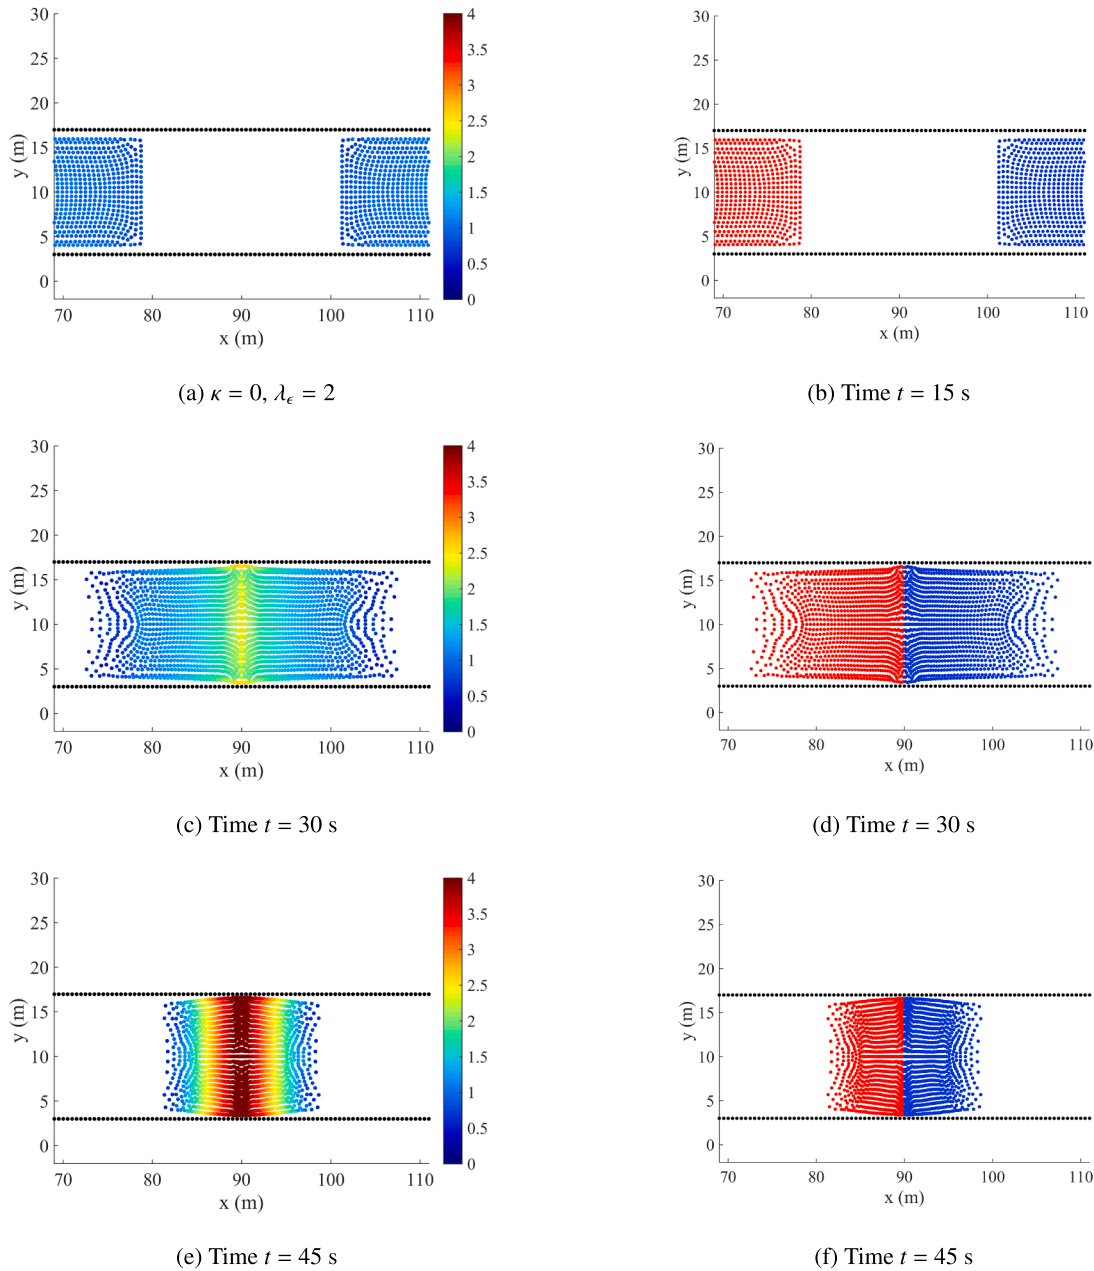 30
25
20
15
10
5
0
y (m)
70 80 90 100 110
x (m)
4
3.5
3
2.5
2
1.5
1
0.5
0
30
25
20
15
10
5
0
y (m)
70 80 90 100 110
x (m)
(a) κ = 0, λϵ = 2
(b) Time t = 15 s
30
25
20
15
10
5
0
y (m)
70 80 90 100 110
x (m)
4
3.5
3
2.5
2
1.5
1
0.5
0
30
25
20
15
10
5
0
y (m)
70 80 90 100 110
x (m)
(c) Time t = 30 s
(d) Time t = 30 s
30
25
20
15
10
5
0
y (m)
70 80 90 100 110
x (m)
4
3.5
3
2.5
2
1.5
1
0.5
0
30
25
20
15
10
5
0
y (m)
70 80 90 100 110
x (m)
(e) Time t = 45 s
(f) Time t = 45 s